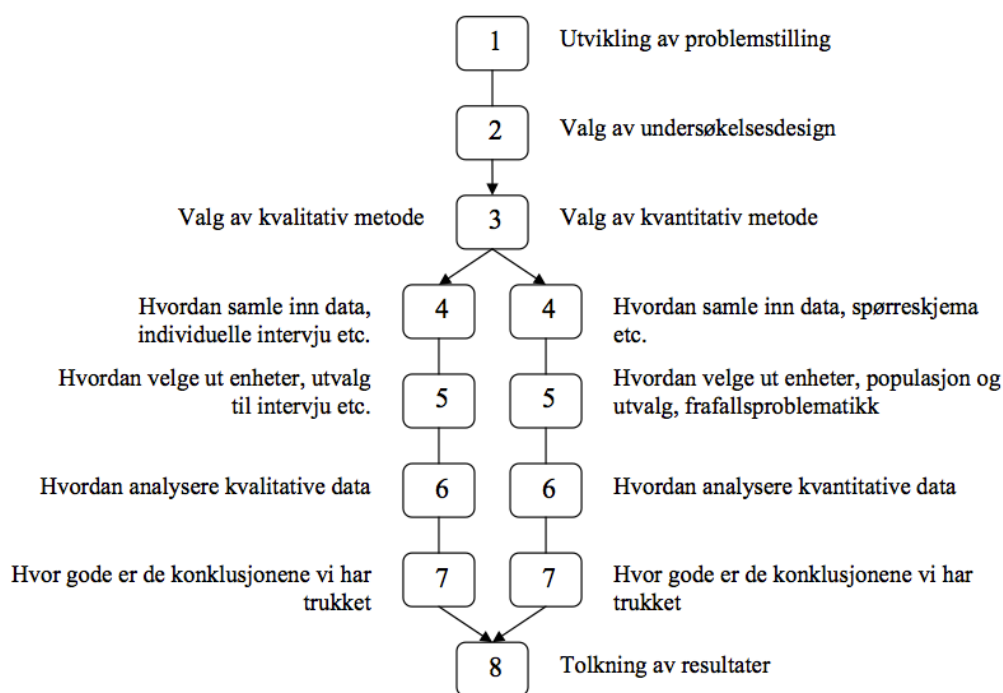 1
Utvikling av problemstilling
2
Valg av undersøkelsesdesign
Valg av kvalitativ metode
3
Valg av kvantitativ metode
Hvordan samle inn data,
individuelle intervju etc.
4
4
Hvordan samle inn data, spørreskjema
etc.
Hvordan velge ut enheter, utvalg
til intervju etc.
5
5
Hvordan velge ut enheter, populasjon og
utvalg, frafallsproblematikk
Hvordan analysere kvalitative data
6
6
Hvordan analysere kvantitative data
Hvor gode er de konklusjonene vi har
trukket
7
7
Hvor gode er de konklusjonene vi har
trukket
8
Tolkning av resultater